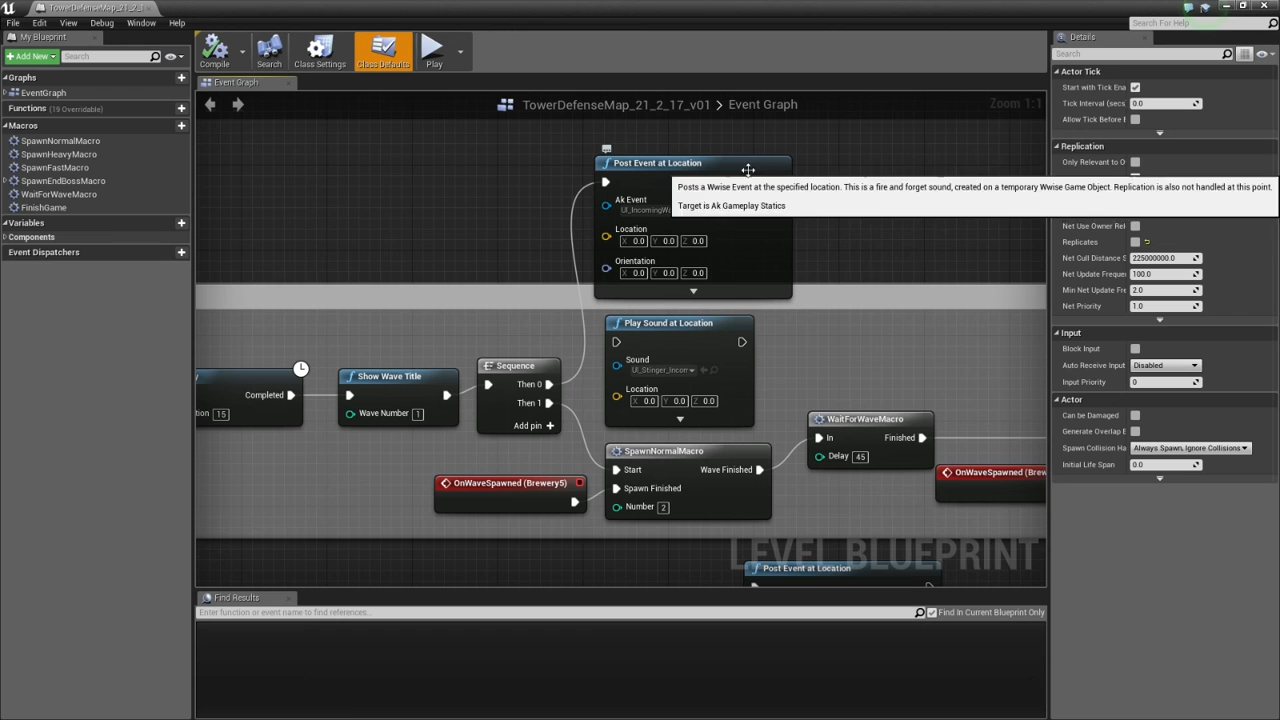 TowerDefenseMap_21_2_1
File Edit View Debug Window Help
Search For Help
My Blueprint
Add New
Search
Graphs
EventGraph
Functions (19 Overridable)
Macros
SpawnNormalMacro
SpawnHeavyMacro
SpawnFastMacro
SpawnEndBossMacro
WaitForWaveMacro
FinishGame
Variables
Components
Event Dispatchers
Compile
Search
Class Settings
Class Defaults
Play
Event Graph
TowerDefenseMap_21_2_17_v01 > Event Graph
Zoom 1:1
Post Event at Location
Posts a Wwise Event at the specified location. This is a fire and forget sound, created on a temporary Wwise Game Object. Replication is also not handled at this point.
Target is Ak Gameplay Statics
Ak Event
UI_IncomingWa
Location
X 0.0 Y 0.0 Z 0.0
Orientation
X 0.0 Y 0.0 Z 0.0
Play Sound at Location
Sound
UI_Stinger_Incom
Location
X 0.0 Y 0.0 Z 0.0
Completed
tion 15
Show Wave Title
Wave Number 1
Sequence
Then 0
Then 1
Add pin +
SpawnNormalMacro
Start
Wave Finished
Spawn Finished
Number 2
OnWaveSpawned (Brewery5)
WaitForWaveMacro
In
Finished
Delay 45
OnWaveSpawned (Brew
LEVEL BLUEPRINT
Post Event at Location
Find Results
Enter function or event name to find references...
Find In Current Blueprint Only
Details
Search
Actor Tick
Start with Tick Ena
Tick Interval (secs 0.0
Allow Tick Before E
Replication
Only Relevant to O
Net Use Owner Rel
Replicates
Net Cull Distance S 225000000.0
Net Update Freque 100.0
Min Net Update Fre 2.0
Net Priority 1.0
Input
Block Input
Auto Receive Input Disabled
Input Priority 0
Actor
Can be Damaged
Generate Overlap E
Spawn Collision Ha Always Spawn, Ignore Collisions
Initial Life Span 0.0